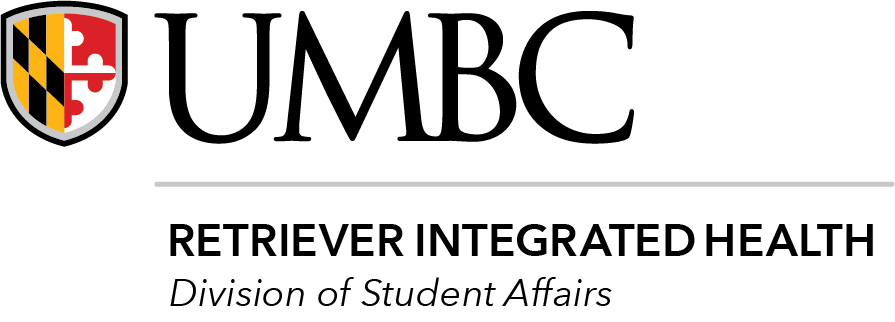 UMBC
RETRIEVER INTEGRATED HEALTH
Division of Student Affairs